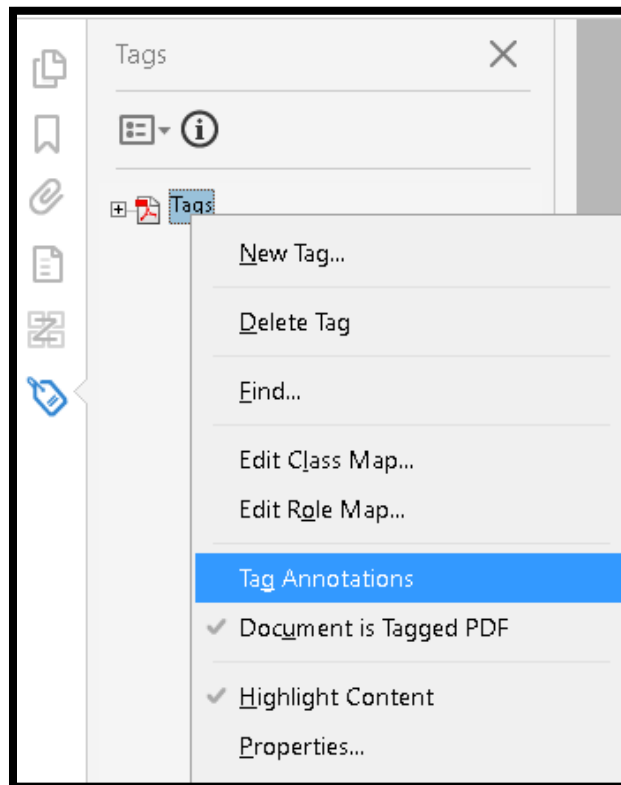 Tags
Tags
New Tag...
Delete Tag
Find...
Edit Class Map...
Edit Role Map...
Tag Annotations
Document is Tagged PDF
Highlight Content
Properties...